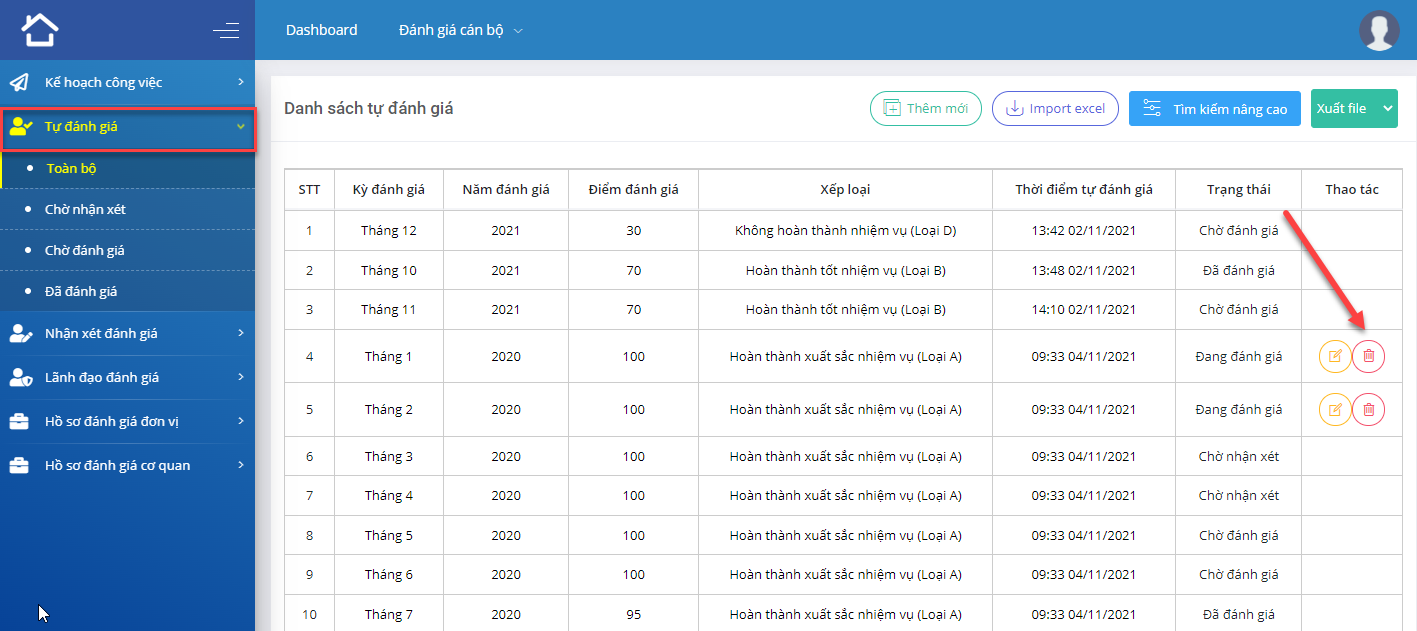 Dashboard Đánh giá cán bộ
Kế hoạch công việc
Tự đánh giá
Toàn bộ
Chờ nhận xét
Chờ đánh giá
Đã đánh giá
Nhận xét đánh giá
Lãnh đạo đánh giá
Hồ sơ đánh giá đơn vị
Hồ sơ đánh giá cơ quan
Danh sách tự đánh giá Thêm mới Import excel Tìm kiếm nâng cao Xuất file
STT Kỳ đánh giá Năm đánh giá Điểm đánh giá Xếp loại Thời điểm tự đánh giá Trạng thái Thao tác
1 Tháng 12 2021 30 Không hoàn thành nhiệm vụ (Loại D) 13:42 02/11/2021 Chờ đánh giá
2 Tháng 10 2021 70 Hoàn thành tốt nhiệm vụ (Loại B) 13:48 02/11/2021 Đã đánh giá
3 Tháng 11 2021 70 Hoàn thành tốt nhiệm vụ (Loại B) 14:10 02/11/2021 Chờ đánh giá
4 Tháng 1 2020 100 Hoàn thành xuất sắc nhiệm vụ (Loại A) 09:33 04/11/2021 Đang đánh giá
5 Tháng 2 2020 100 Hoàn thành xuất sắc nhiệm vụ (Loại A) 09:33 04/11/2021 Đang đánh giá
6 Tháng 3 2020 100 Hoàn thành xuất sắc nhiệm vụ (Loại A) 09:33 04/11/2021 Chờ nhận xét
7 Tháng 4 2020 100 Hoàn thành xuất sắc nhiệm vụ (Loại A) 09:33 04/11/2021 Chờ nhận xét
8 Tháng 5 2020 100 Hoàn thành xuất sắc nhiệm vụ (Loại A) 09:33 04/11/2021 Chờ đánh giá
9 Tháng 6 2020 100 Hoàn thành xuất sắc nhiệm vụ (Loại A) 09:33 04/11/2021 Chờ đánh giá
10 Tháng 7 2020 95 Hoàn thành xuất sắc nhiệm vụ (Loại A) 09:33 04/11/2021 Đã đánh giá